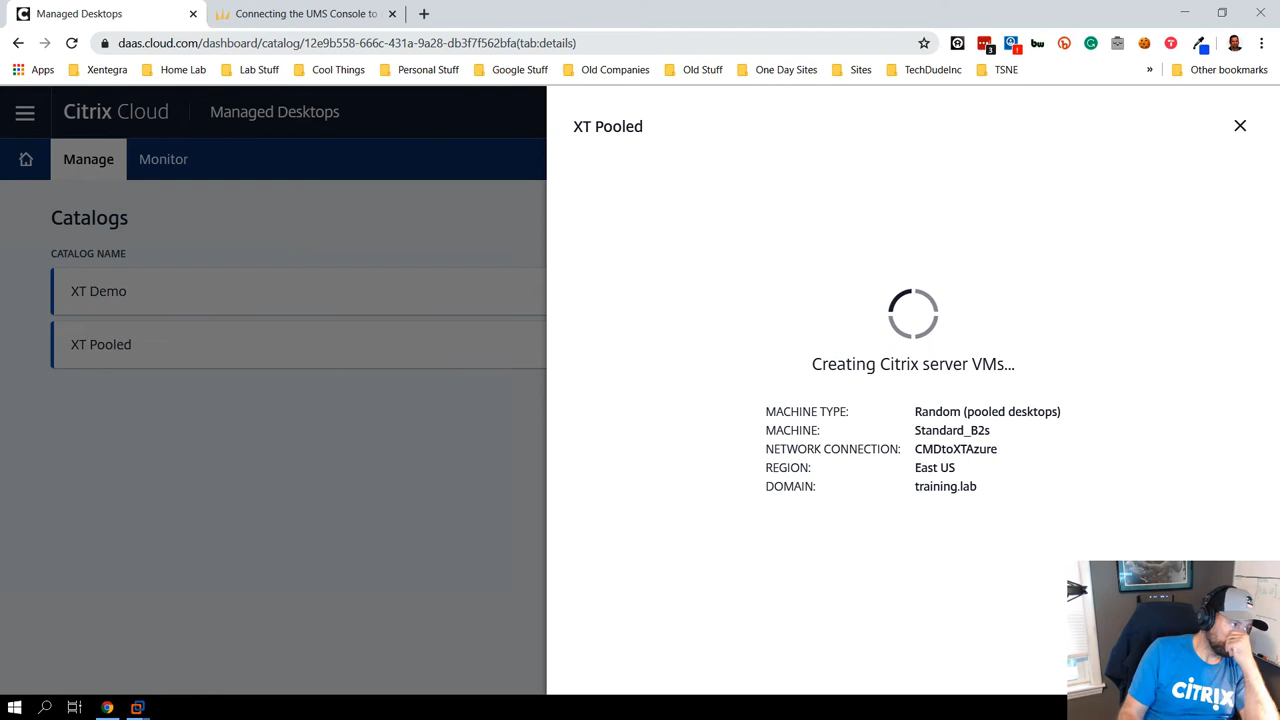 Managed Desktops
Connecting the UMS Console to
daas.cloud.com/dashboard/catalog/12e9b558-666c-431a-9a28-db3f7f562bfa(tab:details)
3
!
bw
Apps
Xentegra
Home Lab
Lab Stuff
Cool Things
Personal Stuff
Google Stuff
Old Companies
Old Stuff
One Day Sites
Sites
TechDudeInc
TSNE
»
Other bookmarks
Citrix Cloud
Managed Desktops
Manage
Monitor
Catalogs
CATALOG NAME
XT Demo
XT Pooled
XT Pooled
Creating Citrix server VMs...
MACHINE TYPE: Random (pooled desktops)
MACHINE: Standard_B2s
NETWORK CONNECTION: CMDtoXTAzure
REGION: East US
DOMAIN: training.lab
CiTRIX